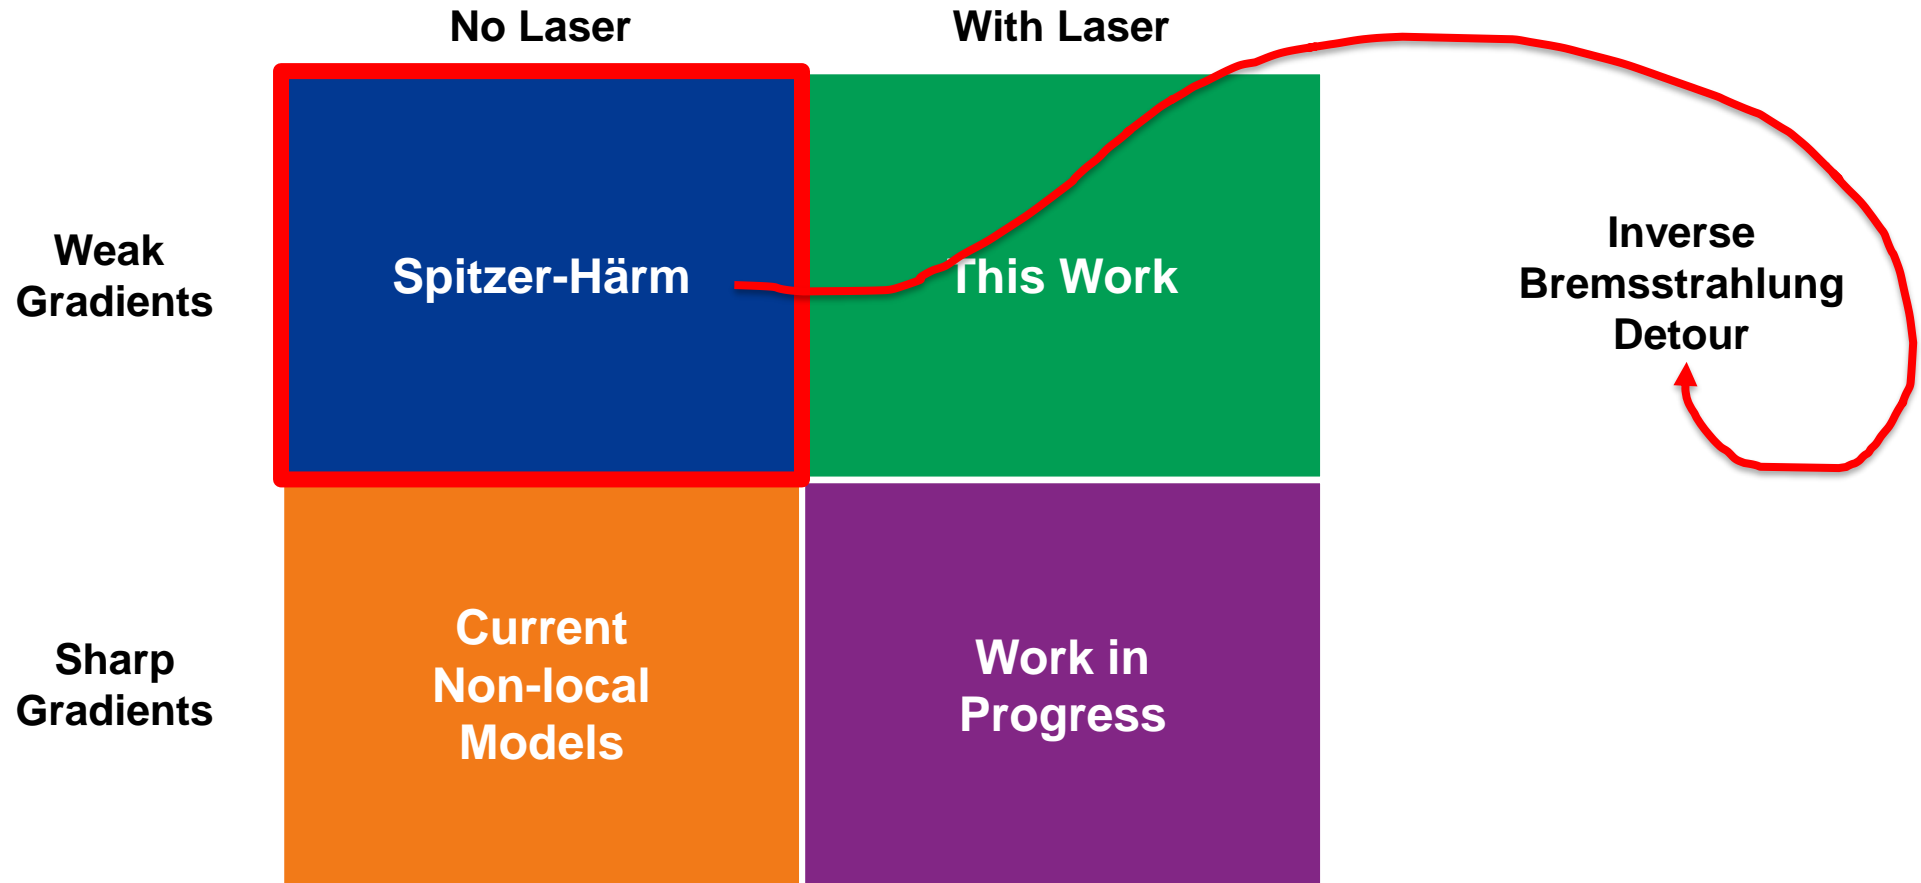 No Laser
With Laser
Weak
Gradients
Spitzer-Härm
This Work
Inverse
Bremsstrahlung
Detour
Sharp
Gradients
Current
Non-local
Models
Work in
Progress